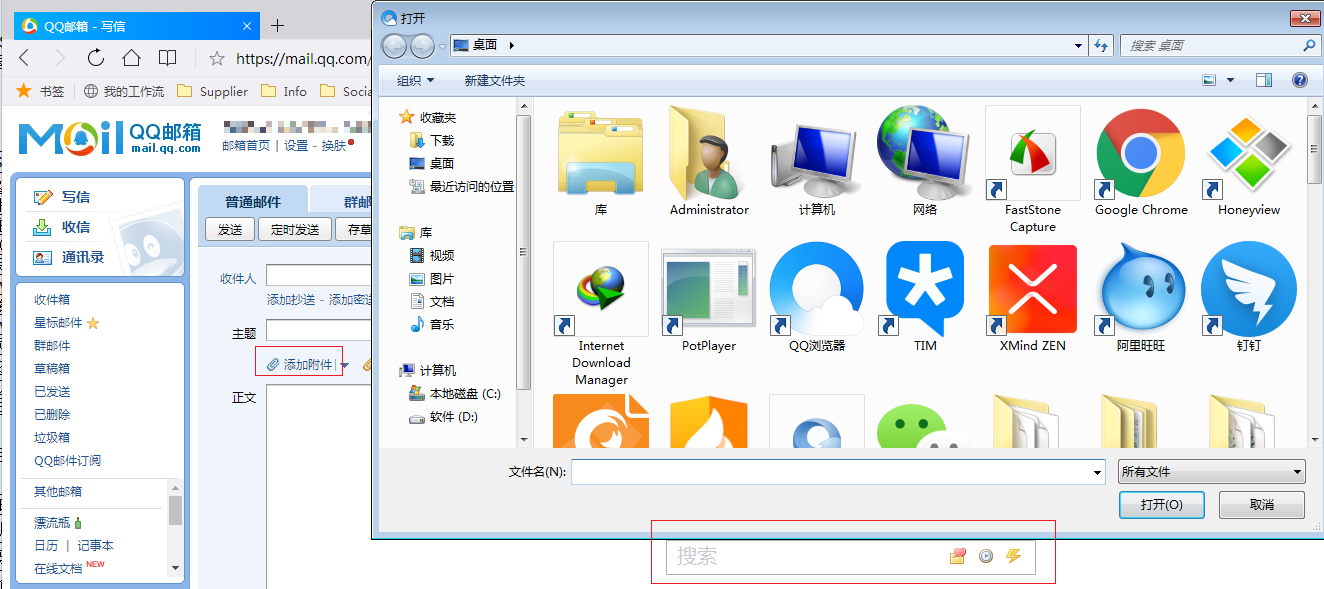 QQ邮箱 - 写信
https://mail.qq.com/
书签 我的工作流 Supplier Info Socia
Mail QQ邮箱
mail.qq.com
邮箱首页 | 设置 - 换肤
写信
收信
通讯录
收件箱
星标邮件
群邮件
草稿箱
已发送
已删除
垃圾箱
QQ邮件订阅
其他邮箱
漂流瓶
日历 | 记事本
在线文档 NEW
普通邮件 群邮
发送 定时发送 存草
收件人
添加抄送 - 添加密送
主题
添加附件
正文
打开
桌面
搜索 桌面
组织 新建文件夹
收藏夹
下载
桌面
最近访问的位置
库
视频
图片
文档
音乐
计算机
本地磁盘 (C:)
软件 (D:)
库 Administrator 计算机 网络 FastStone Capture Google Chrome Honeyview
Internet Download Manager PotPlayer QQ浏览器 TIM XMind ZEN 阿里旺旺 钉钉
文件名(N): 所有文件
打开(O) 取消
搜索